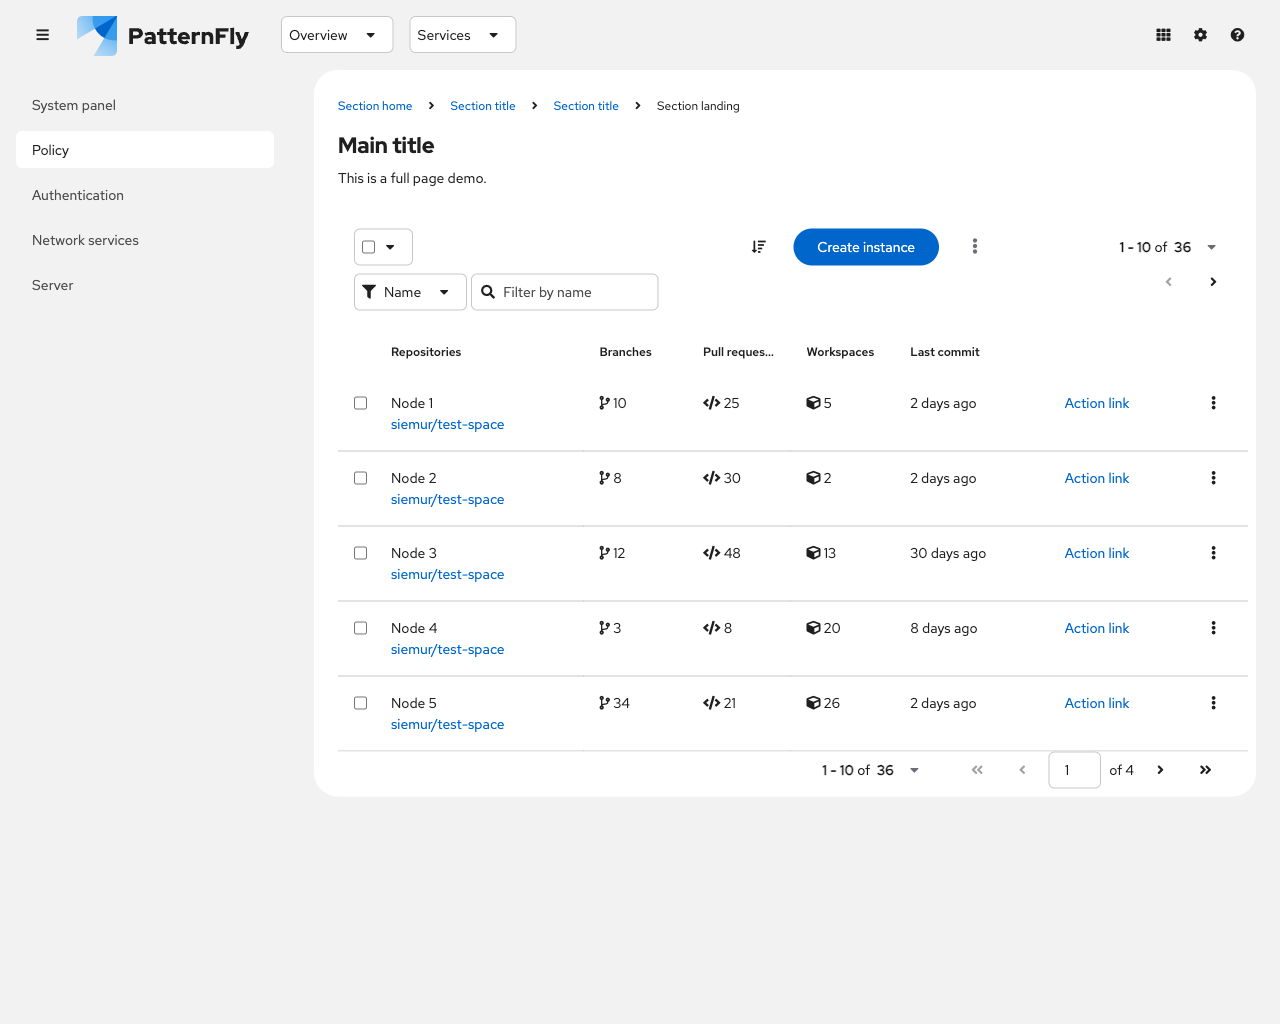 PatternFly
Overview
Services
System panel
Policy
Authentication
Network services
Server
Section home
Section title
Section title
Section landing
Main title
This is a full page demo.
Create instance
1 - 10 of 36
Name
Filter by name
Repositories Branches Pull reques... Workspaces Last commit
Node 1 10 25 5 2 days ago Action link
siemur/test-space
Node 2 8 30 2 2 days ago Action link
siemur/test-space
Node 3 12 48 13 30 days ago Action link
siemur/test-space
Node 4 3 8 20 8 days ago Action link
siemur/test-space
Node 5 34 21 26 2 days ago Action link
siemur/test-space
1 - 10 of 36 1 of 4